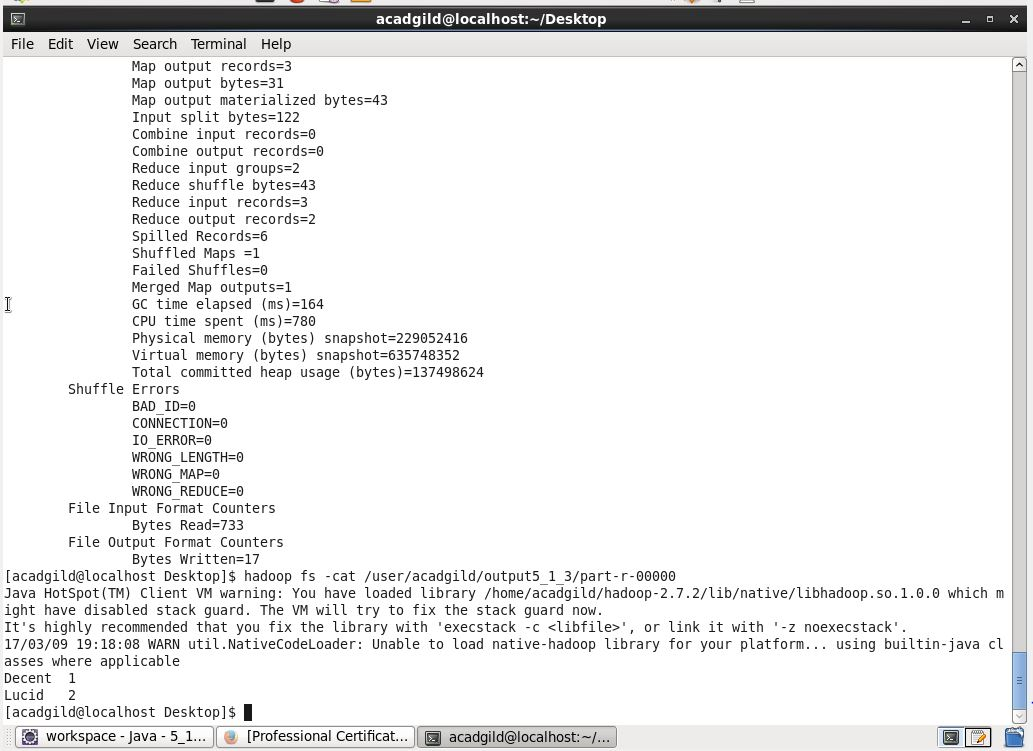 acadgild@localhost:~/Desktop
File Edit View Search Terminal Help
Map output records=3
Map output bytes=31
Map output materialized bytes=43
Input split bytes=122
Combine input records=0
Combine output records=0
Reduce input groups=2
Reduce shuffle bytes=43
Reduce input records=3
Reduce output records=2
Spilled Records=6
Shuffled Maps =1
Failed Shuffles=0
Merged Map outputs=1
GC time elapsed (ms)=164
CPU time spent (ms)=780
Physical memory (bytes) snapshot=229052416
Virtual memory (bytes) snapshot=635748352
Total committed heap usage (bytes)=137498624
Shuffle Errors
BAD_ID=0
CONNECTION=0
IO_ERROR=0
WRONG_LENGTH=0
WRONG_MAP=0
WRONG_REDUCE=0
File Input Format Counters
Bytes Read=733
File Output Format Counters
Bytes Written=17
[acadgild@localhost Desktop]$ hadoop fs -cat /user/acadgild/output5_1_3/part-r-00000
Java HotSpot(TM) Client VM warning: You have loaded library /home/acadgild/hadoop-2.7.2/lib/native/libhadoop.so.1.0.0 which m
ight have disabled stack guard. The VM will try to fix the stack guard now.
It's highly recommended that you fix the library with 'execstack -c <libfile>', or link it with '-z noexecstack'.
17/03/09 19:18:08 WARN util.NativeCodeLoader: Unable to load native-hadoop library for your platform... using builtin-java cl
asses where applicable
Decent 1
Lucid 2
[acadgild@localhost Desktop]$
workspace - Java - 5_1... [Professional Certificat... acadgild@localhost:~/...